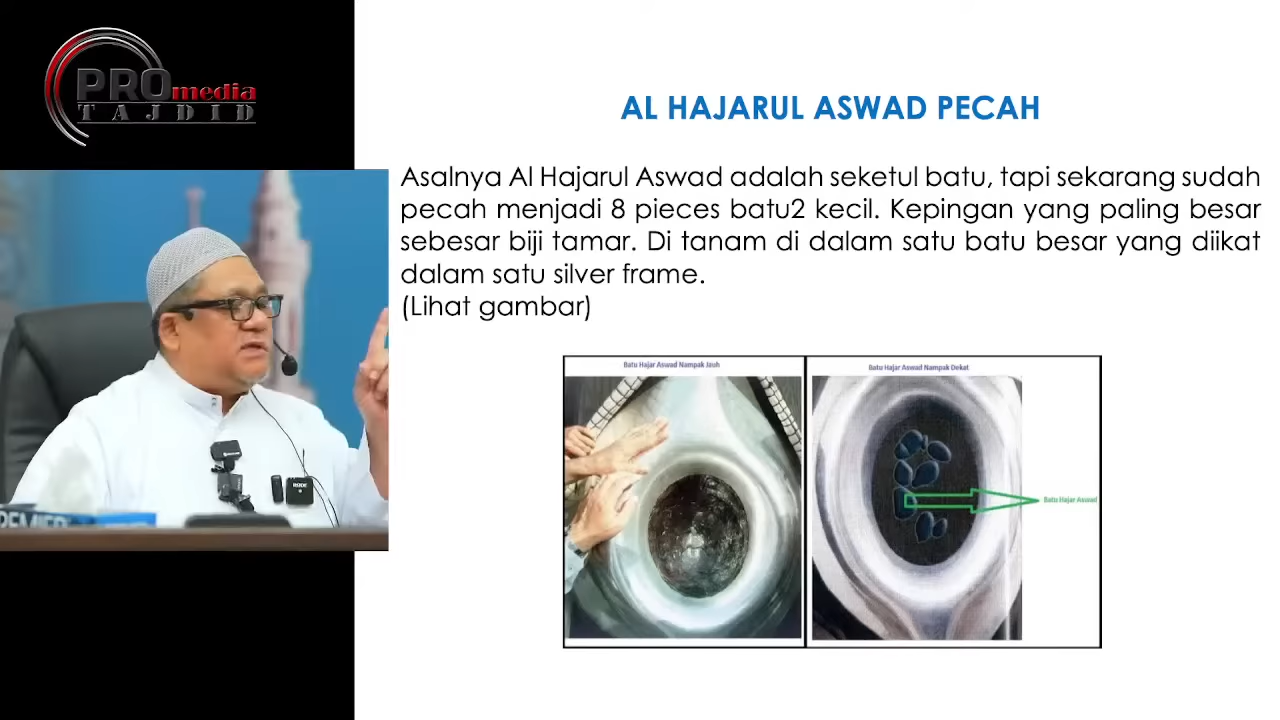 PROmedia
TAJDID
AL HAJARUL ASWAD PECAH
Asalnya Al Hajarul Aswad adalah seketul batu, tapi sekarang sudah
pecah menjadi 8 pieces batu2 kecil. Kepingan yang paling besar
sebesar biji tamar. Di tanam di dalam satu batu besar yang diikat
dalam satu silver frame.
(Lihat gambar)
Batu Hajar Aswad Nampak Jauh
Batu Hajar Aswad Nampak Dekat
Batu Hajar Aswad
RODE